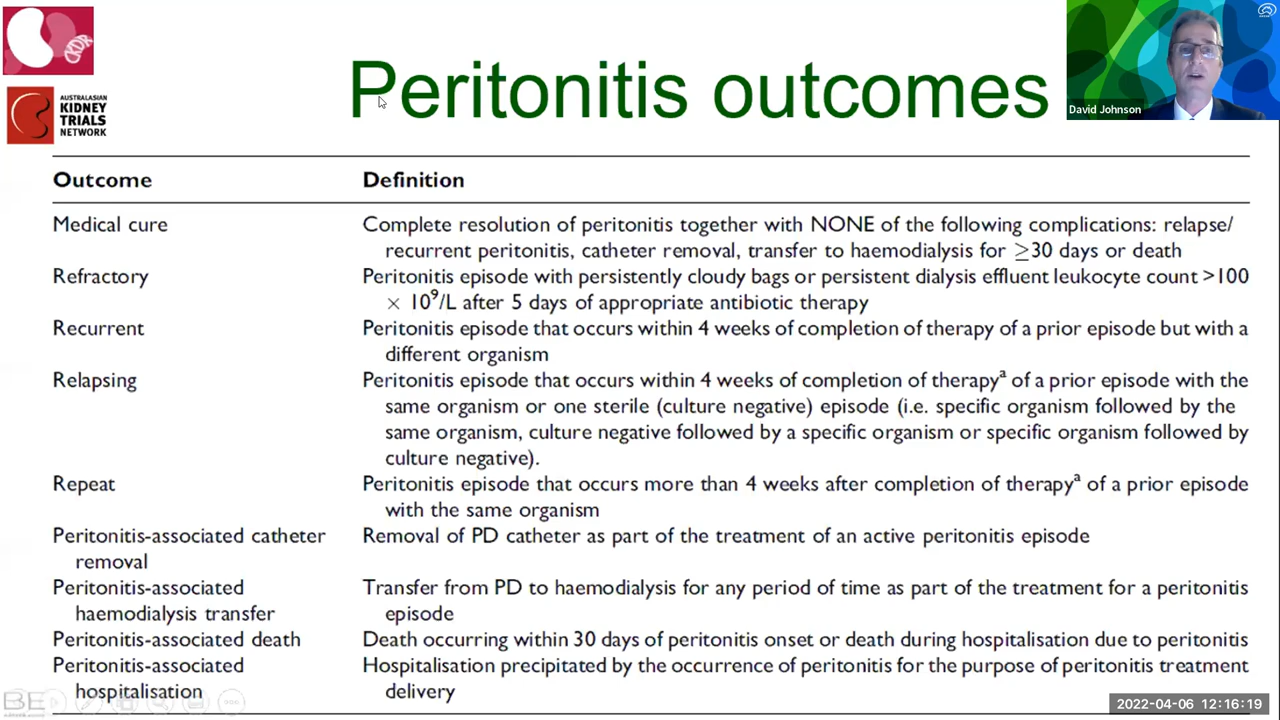 CKDR
AUSTRALASIAN
KIDNEY
TRIALS
NETWORK
Peritonitis outcomes
David Johnson
Outcome Definition
Medical cure Complete resolution of peritonitis together with NONE of the following complications: relapse/
recurrent peritonitis, catheter removal, transfer to haemodialysis for ≥30 days or death
Refractory Peritonitis episode with persistently cloudy bags or persistent dialysis effluent leukocyte count >100
× 10⁹/L after 5 days of appropriate antibiotic therapy
Recurrent Peritonitis episode that occurs within 4 weeks of completion of therapy of a prior episode but with a
different organism
Relapsing Peritonitis episode that occurs within 4 weeks of completion of therapyᵃ of a prior episode with the
same organism or one sterile (culture negative) episode (i.e. specific organism followed by the
same organism, culture negative followed by a specific organism or specific organism followed by
culture negative).
Repeat Peritonitis episode that occurs more than 4 weeks after completion of therapyᵃ of a prior episode
with the same organism
Peritonitis-associated catheter Removal of PD catheter as part of the treatment of an active peritonitis episode
removal
Peritonitis-associated Transfer from PD to haemodialysis for any period of time as part of the treatment for a peritonitis
haemodialysis transfer episode
Peritonitis-associated death Death occurring within 30 days of peritonitis onset or death during hospitalisation due to peritonitis
Peritonitis-associated Hospitalisation precipitated by the occurrence of peritonitis for the purpose of peritonitis treatment
hospitalisation delivery
BE
2022-04-06 12:16:19